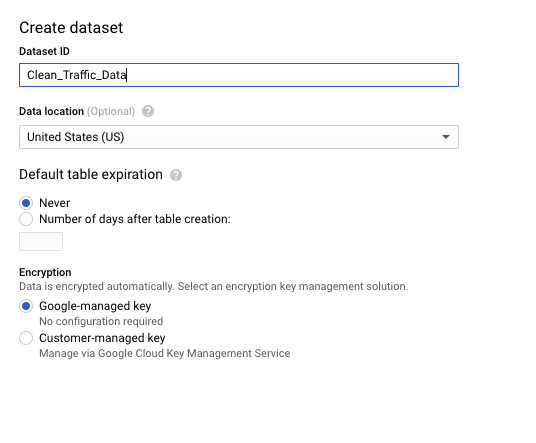 Create dataset
Dataset ID
Clean_Traffic_Data
Data location (Optional) ?
United States (US)
Default table expiration ?
Never
Number of days after table creation:
Encryption
Data is encrypted automatically. Select an encryption key management solution.
Google-managed key
No configuration required
Customer-managed key
Manage via Google Cloud Key Management Service